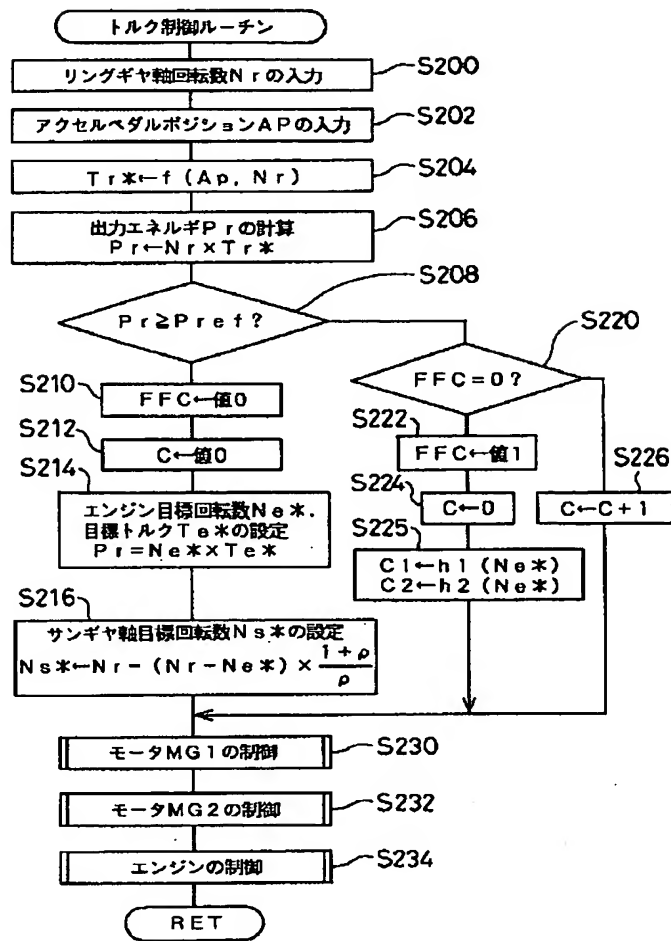 トルク制御ルーチン
リングギヤ軸回転数Nrの入力
S200
アクセルペダルポジションAPの入力
S202
Tr*←f(Ap, Nr)
S204
出力エネルギPrの計算
Pr←Nr×Tr*
S206
Pr≧Pref?
S208
S210
FFC←値0
S212
C←値0
S214
エンジン目標回転数Ne*,
目標トルクTe*の設定
Pr=Ne*×Te*
S216
サンギヤ軸目標回転数Ns*の設定
Ns*←Nr-(Nr-Ne*)×(1+ρ)/ρ
S220
FFC=0?
S222
FFC←値1
S224
C←0
S225
C1←h1(Ne*)
C2←h2(Ne*)
S226
C←C+1
モータMG1の制御
S230
モータMG2の制御
S232
エンジンの制御
S234
RET